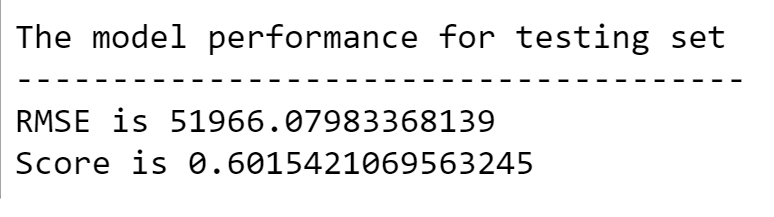 The model performance for testing set
--------------------------------------
RMSE is 51966.07983368139
Score is 0.6015421069563245